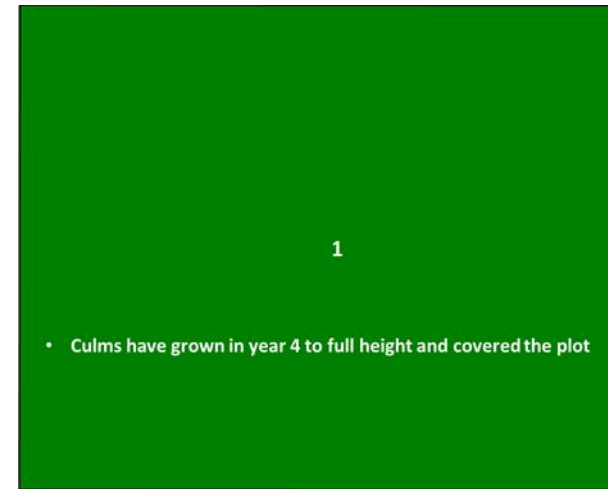 1
• Culms have grown in year 4 to full height and covered the plot